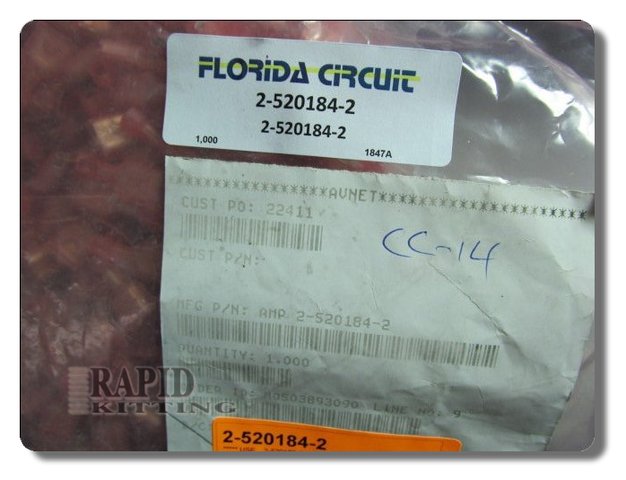 FLORIDA CIRCUIT
2-520184-2
2-520184-2
1,000
1847A
******************AVNET******************
CUST PO: 22411
CC-14
CUST P/N:
MFG P/N: AMP 2-520184-2
QUANTITY: 1,000
LINE NO:
RAPID
KITTING
2-520184-2